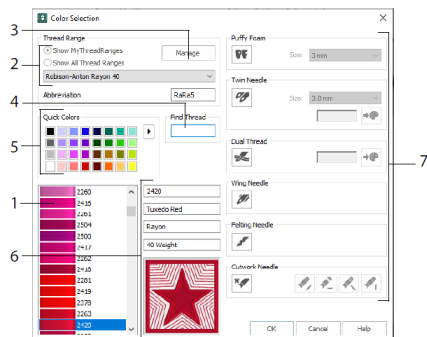 Color Selection
3
Thread Range
Show MyThreadRanges
Manage
2
Show All Thread Ranges
Robison-Anton Rayon 40
4
Abbreviation
RaRa5
Quick Colors
Find Thread
5
1
2260
2415
2261
2504
2500
2417
2262
2418
2281
2419
2378
2263
2420
6
2420
Tuxedo Red
Rayon
40 Weight
Puffy Foam
Size:
3 mm
Twin Needle
Size:
3.0 mm
Dual Thread
7
Wing Needle
Felting Needle
Cutwork Needle
OK
Cancel
Help